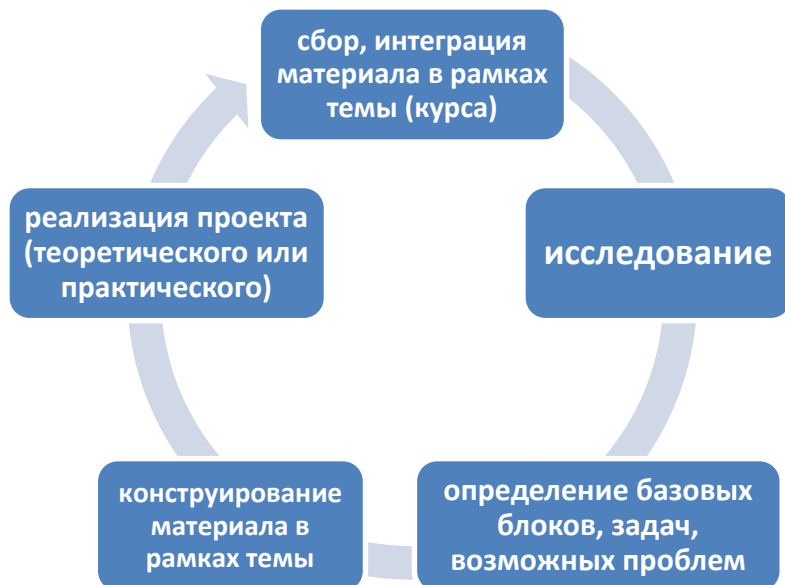 сбор, интеграция
материала в рамках
темы (курса)
исследование
определение базовых
блоков, задач,
возможных проблем
конструирование
материала в
рамках темы
реализация проекта
(теоретического или
практического)